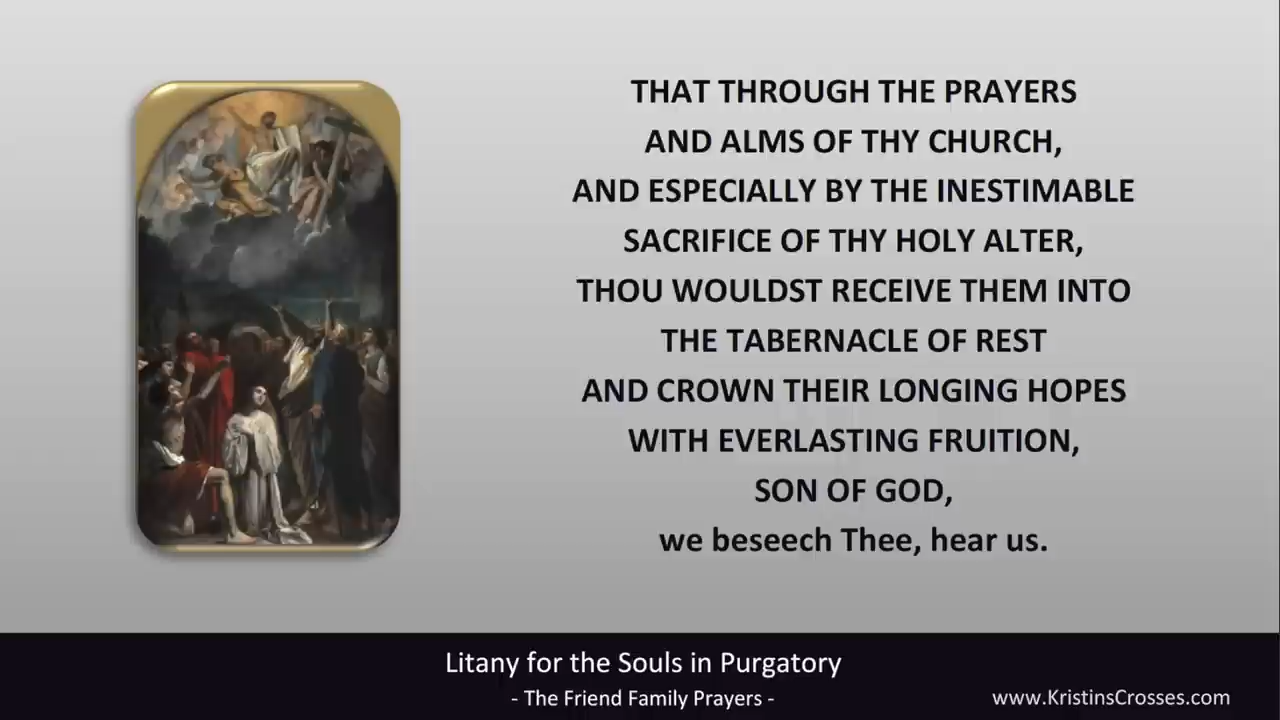 THAT THROUGH THE PRAYERS
AND ALMS OF THY CHURCH,
AND ESPECIALLY BY THE INESTIMABLE
SACRIFICE OF THY HOLY ALTER,
THOU WOULDST RECEIVE THEM INTO
THE TABERNACLE OF REST
AND CROWN THEIR LONGING HOPES
WITH EVERLASTING FRUITION,
SON OF GOD,
we beseech Thee, hear us.
Litany for the Souls in Purgatory
- The Friend Family Prayers -
www.KristinsCrosses.com